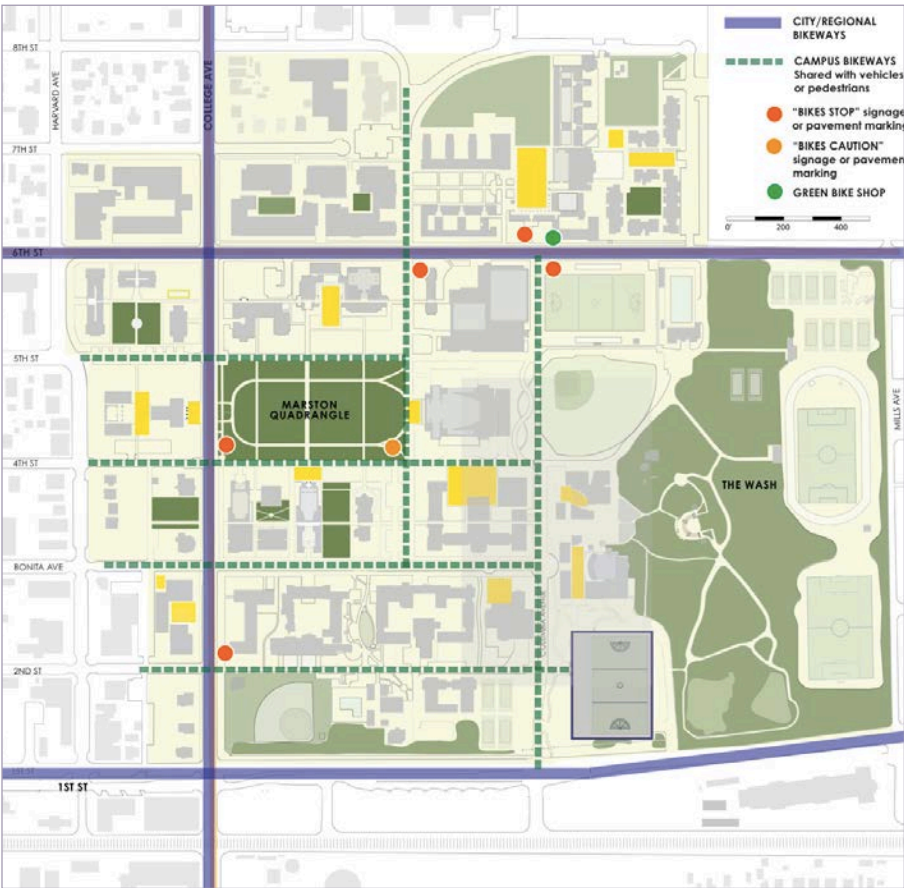 CITY/REGIONAL
BIKEWAYS
CAMPUS BIKEWAYS
Shared with vehicles
or pedestrians
"BIKES STOP" signage
or pavement marking
"BIKES CAUTION"
signage or pavement
marking
GREEN BIKE SHOP
0' 200 400
8TH ST
HARVARD AVE
COLLEGE AVE
7TH ST
6TH ST
5TH ST
MARSTON
QUADRANGLE
MILLS AVE
4TH ST
THE WASH
BONITA AVE
2ND ST
1ST ST
1ST ST